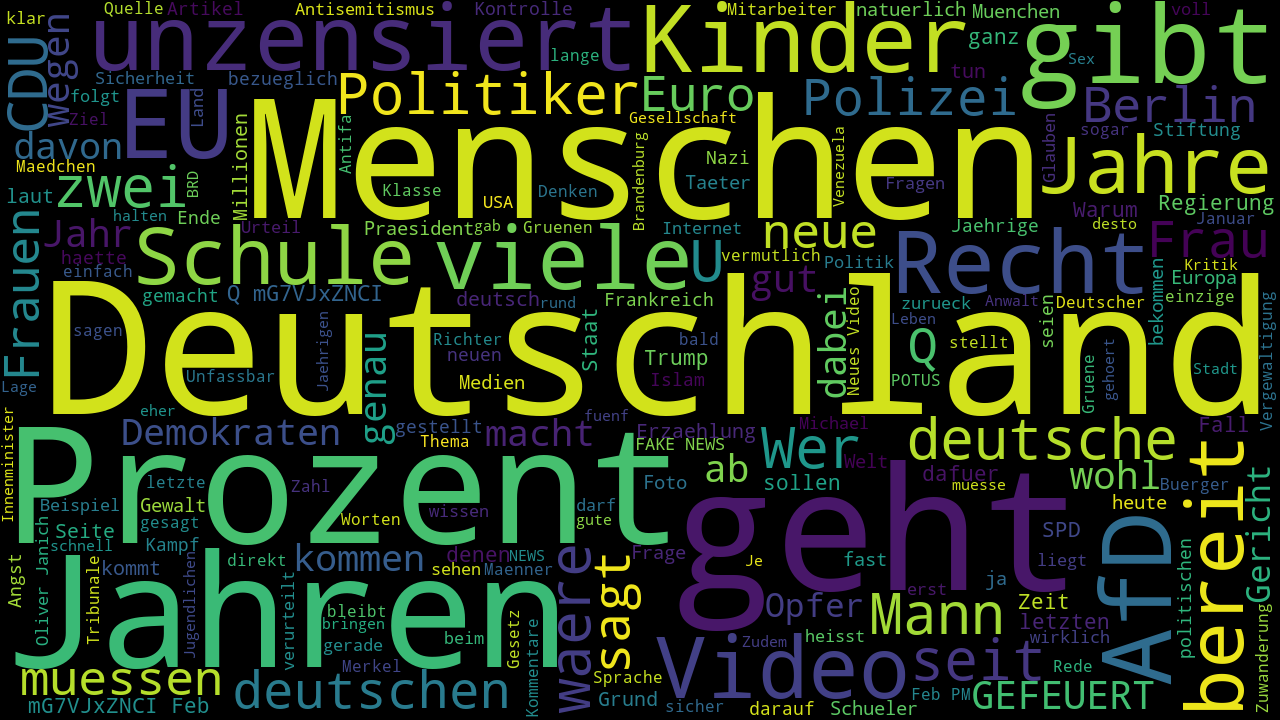 klar
Quelle Artikel
Antisemitismus
Kontrolle
Mitarbeiter
natuerlich
Muenchen
voll
CDU
Wegen
unzensiert
lange
Kinder
ganz
gibt
Sex
Sicherheit
bezueglich
Politiker
Euro
tun
folgt
Ziel
EU
Land
Polizei
Berlin
Gesellschaft
sogar
Stiftung
davon
Menschen
Jahre
Antifa
Millionen
Brandenburg
Venezuela
Glauben
Maedchen
zwei
BRD
Klasse
USA
Denken
Nazi
Taeter
Fragen
laut
Regierung
Warum
Januar
halten
Ende
Urteil
Praesident
gab
Gruenen
Internet
Jaehrige
desto
Frauen
Jahr
haette
einfach
Schule
viele
U
neue
vermutlich
Politik
Recht
Frau
Kritik
Europa
gut
gemacht
Q mG7VJxZNCI
deutsch
rund
Frankreich
zurueck
Anwalt
Deutscher
einzige
bekommen
sagen
Deutschland
Jaehrigen
genau
Richter
neuen
Staat
bald
Trump
dabei
Neues Video
Leben
Q
stellt
seien
Stadt
Vergewaltigung
Unfassbar
Medien
Islam
POTUS
Gruene
gehoert
Lage
eher
gestellt
fuenf
Erzaehlung
Michael
Fall
Innenminister
Prozent
Demokraten
Thema
macht
FAKE NEWS
Wer
Welt
deutsche
bereit
Gericht
ab
dafuer
wohl
Buerger
letzte
Zahl
Foto
sollen
muesse
heute
Beispiel
Gewalt
wissen
darf
geht
Seite
gesagt
Worten
gute
SPD
AfD
schnell
Kampf
direkt
kommen
denen
NEWS
Frage
Je
fast
liegt
politischen
Angst
Oliver Janich
Tribunale
kommt
Jahren
sehen
Maenner
waere
sagt
erst
ja
Jugendlichen
verurteilt
bleibt
bringen
gerade
beim
Gesetz
Opfer
Mann
Zeit
letzten
heisst
wirklich
Merkel
Kommentare
Sprache
Video
Zudem
seit
Rede
Zuwanderung
muessen
deutschen
Grund
mG7VJxZNCI Feb
sicher
darauf
Schueler
Feb PM
GEFEUERT